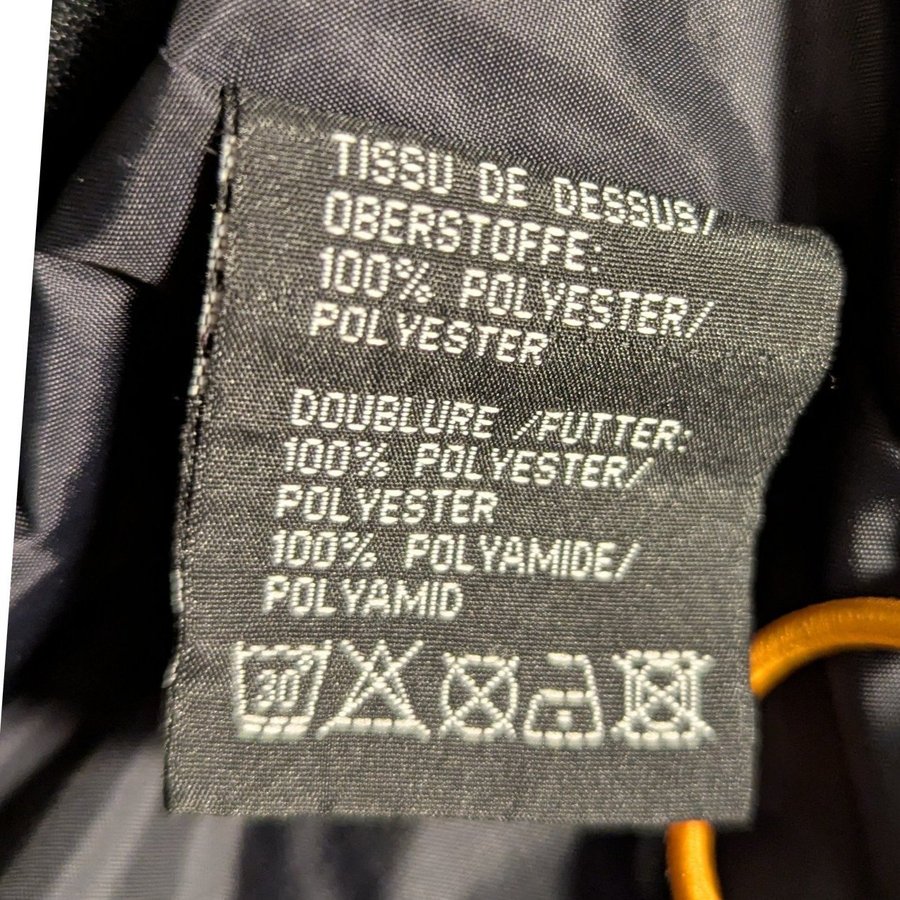 TISSU DE DESSUS/
OBERSTOFFE:
100% POLYESTER/
POLYESTER
DOUBLURE /FUTTER:
100% POLYESTER/
POLYESTER
100% POLYAMIDE/
POLYAMID
30